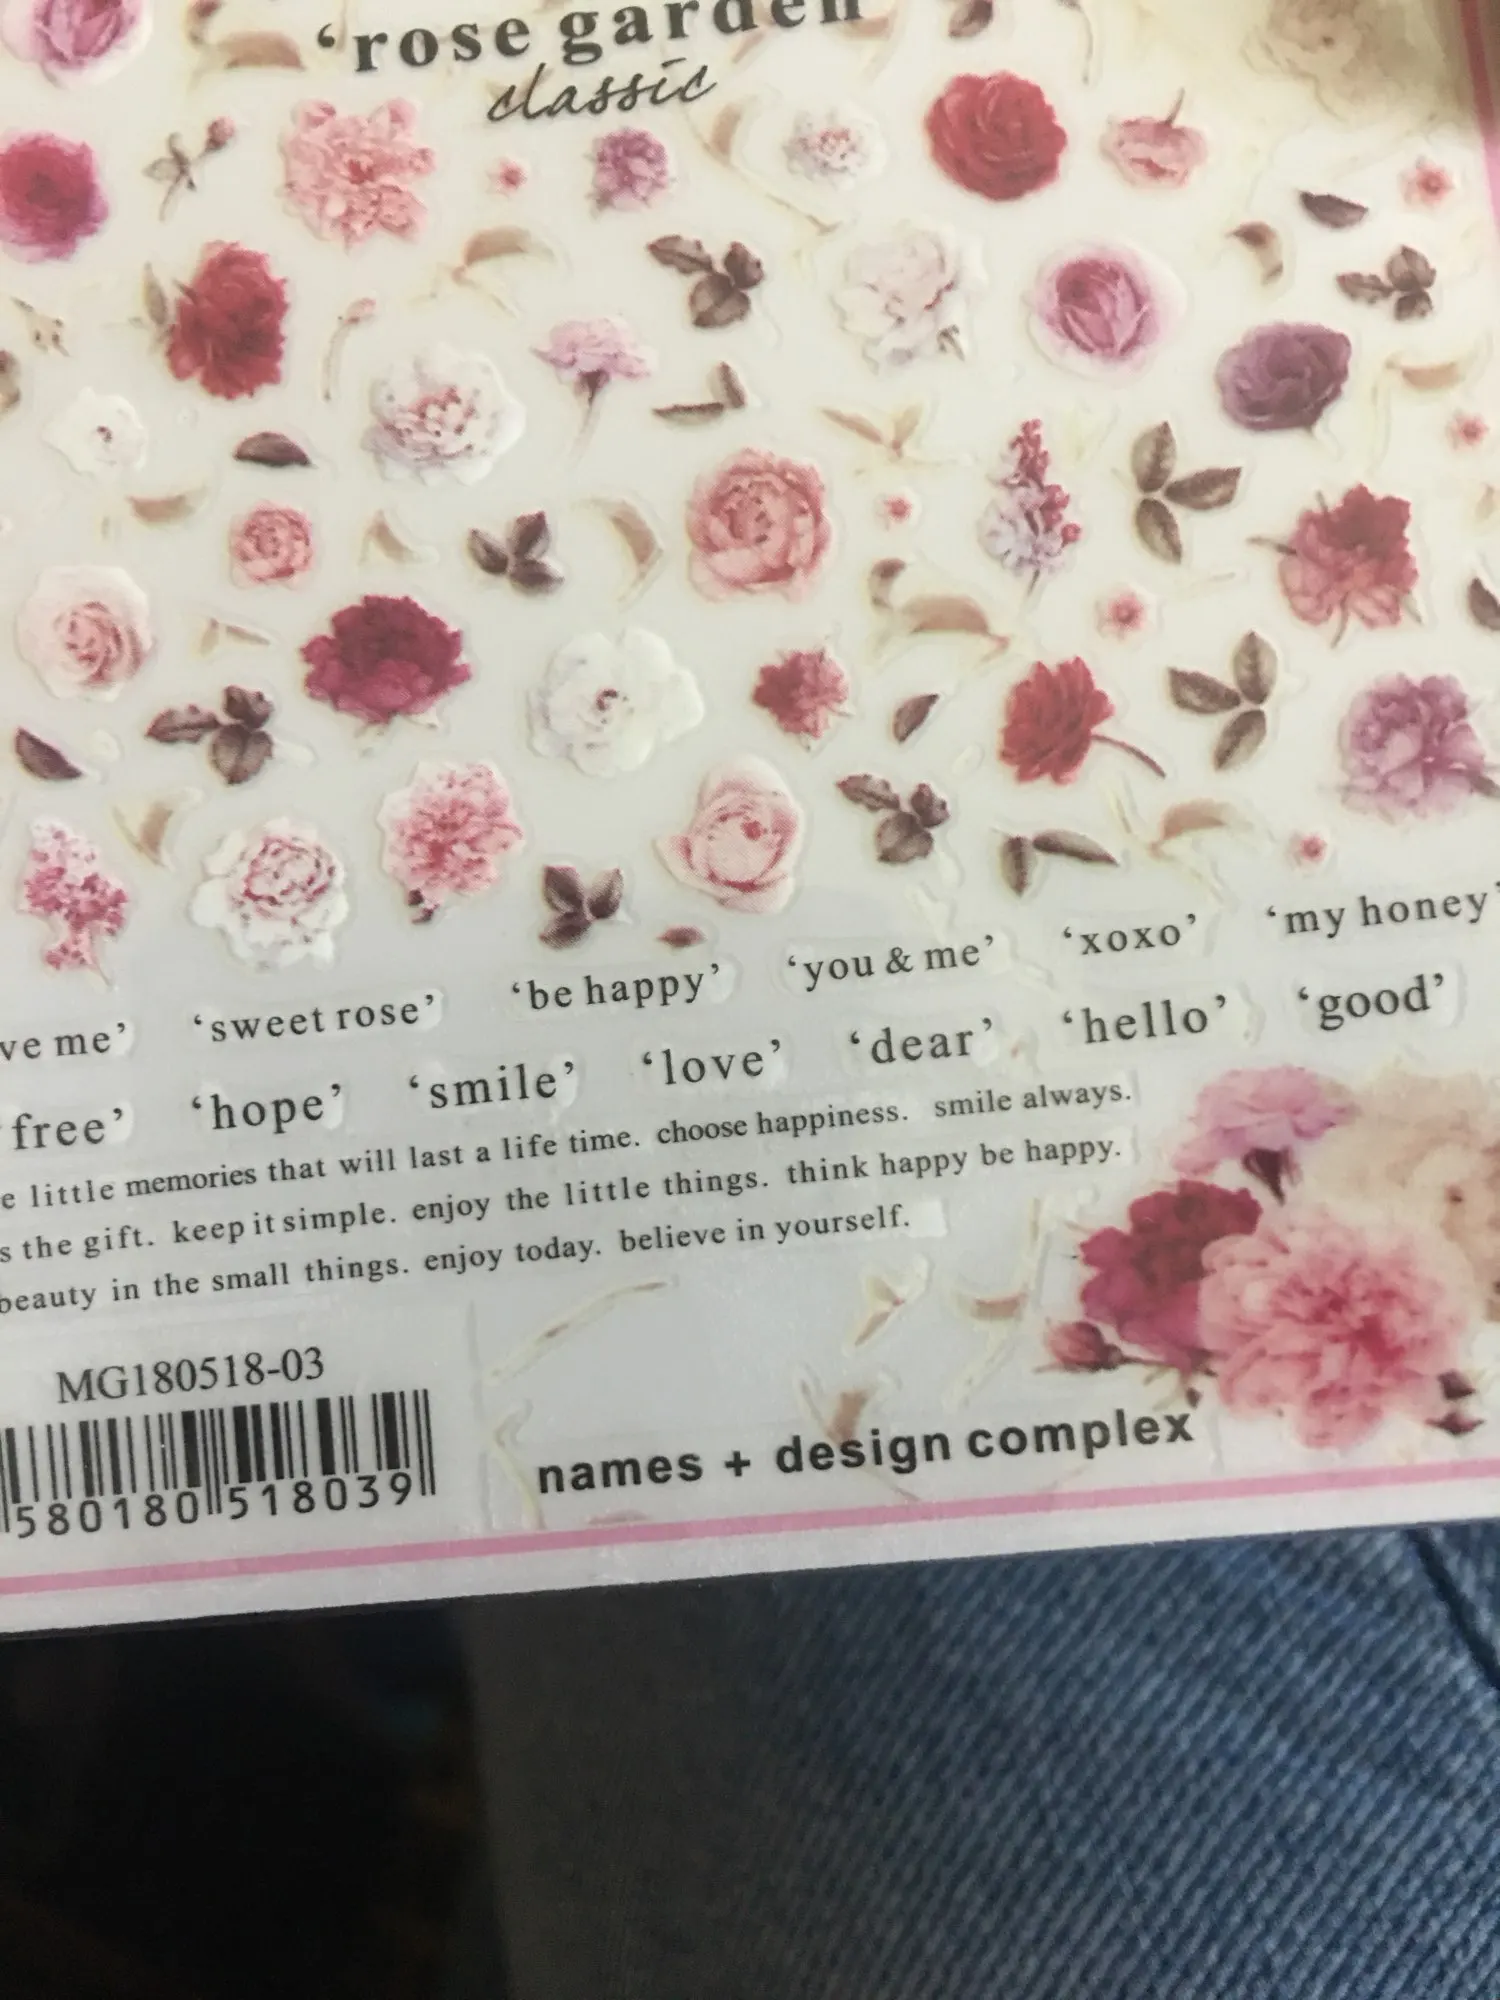 ‘rose garden
classic
‘sweet rose’ ‘be happy’ ‘you & me’ ‘xoxo’ ‘my honey’
me’
free’ ‘hope’ ‘smile’ ‘love’ ‘dear’ ‘hello’ ‘good’
little memories that will last a life time. choose happiness. smile always.
the gift. keep it simple. enjoy the little things. think happy be happy.
beauty in the small things. enjoy today. believe in yourself.
MG180518-03
580180 518039
names + design complex